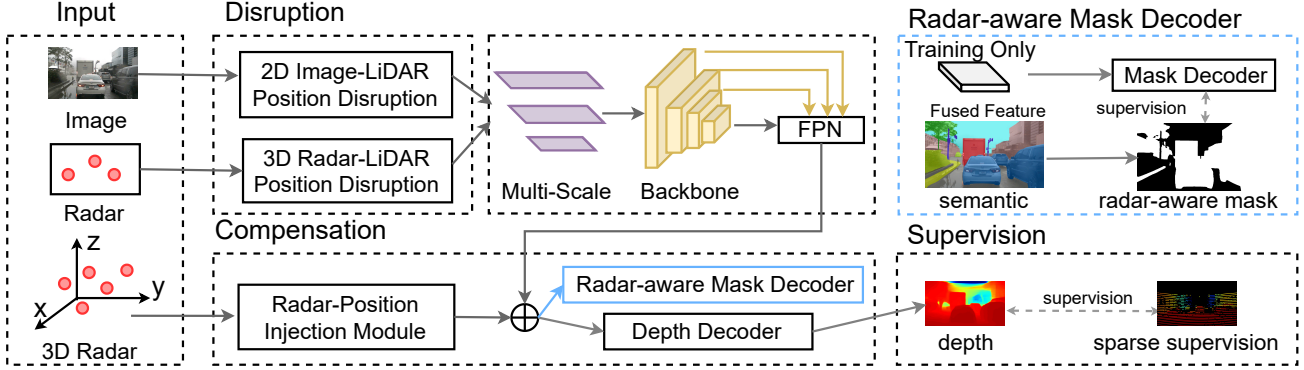 Input
Disruption
Radar-aware Mask Decoder
Image
Radar
z
y
x
3D Radar
2D Image-LiDAR
Position Disruption
3D Radar-LiDAR
Position Disruption
Multi-Scale
Backbone
FPN
Training Only
Fused Feature
Mask Decoder
supervision
semantic
radar-aware mask
Compensation
Radar-Position
Injection Module
Radar-aware Mask Decoder
Depth Decoder
Supervision
supervision
depth
sparse supervision